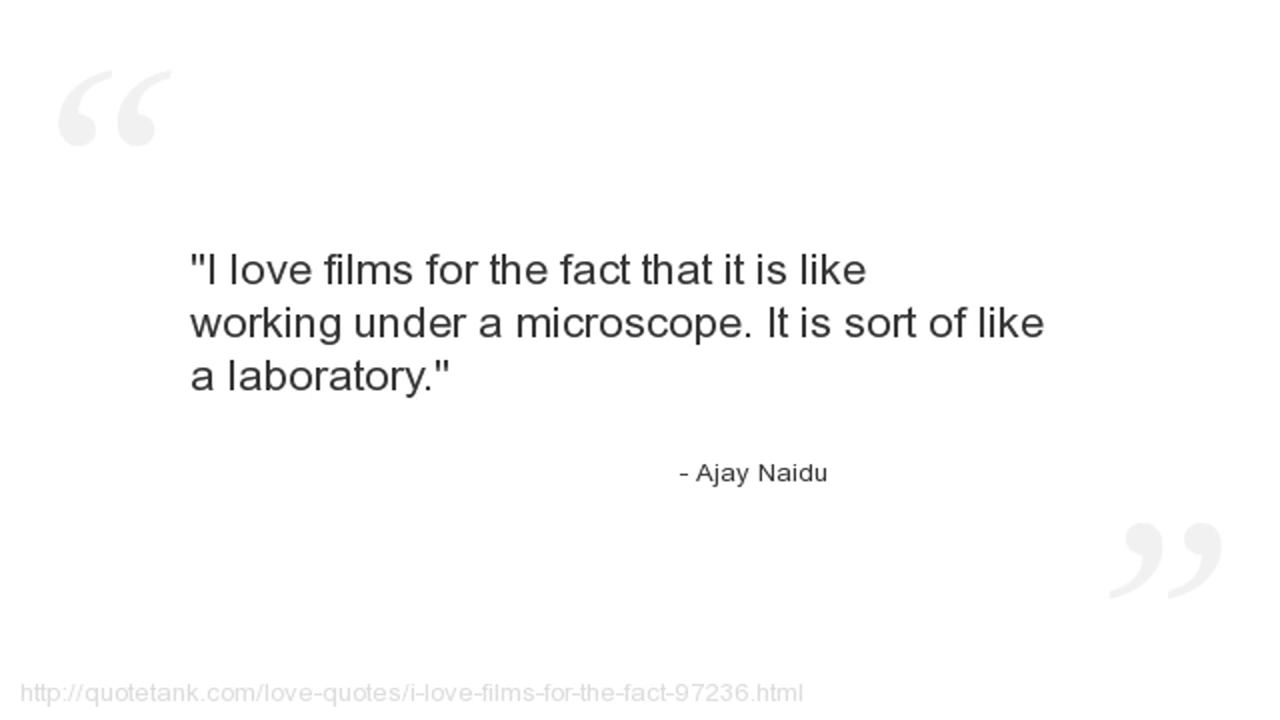 "I love films for the fact that it is like
working under a microscope. It is sort of like
a laboratory."
- Ajay Naidu
http://quotetank.com/love-quotes/i-love-films-for-the-fact-97236.html